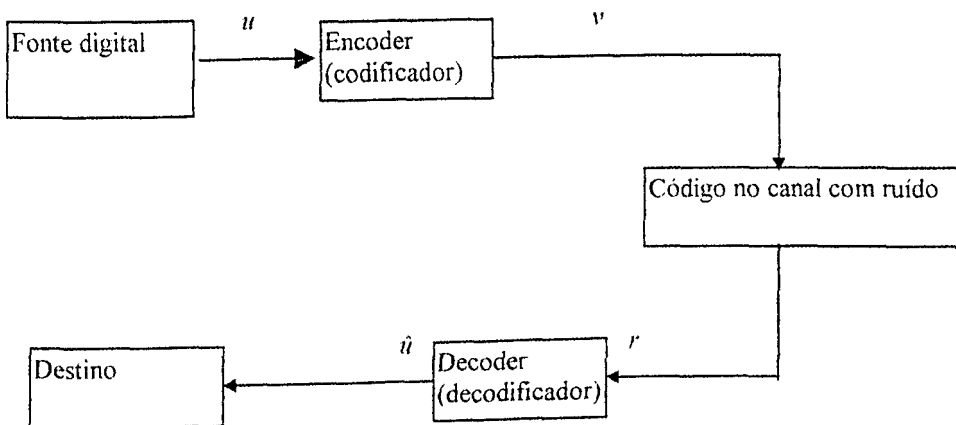 u
v
Fonte digital
Encoder
(codificador)
Código no canal com ruído
û
r
Destino
Decoder
(decodificador)